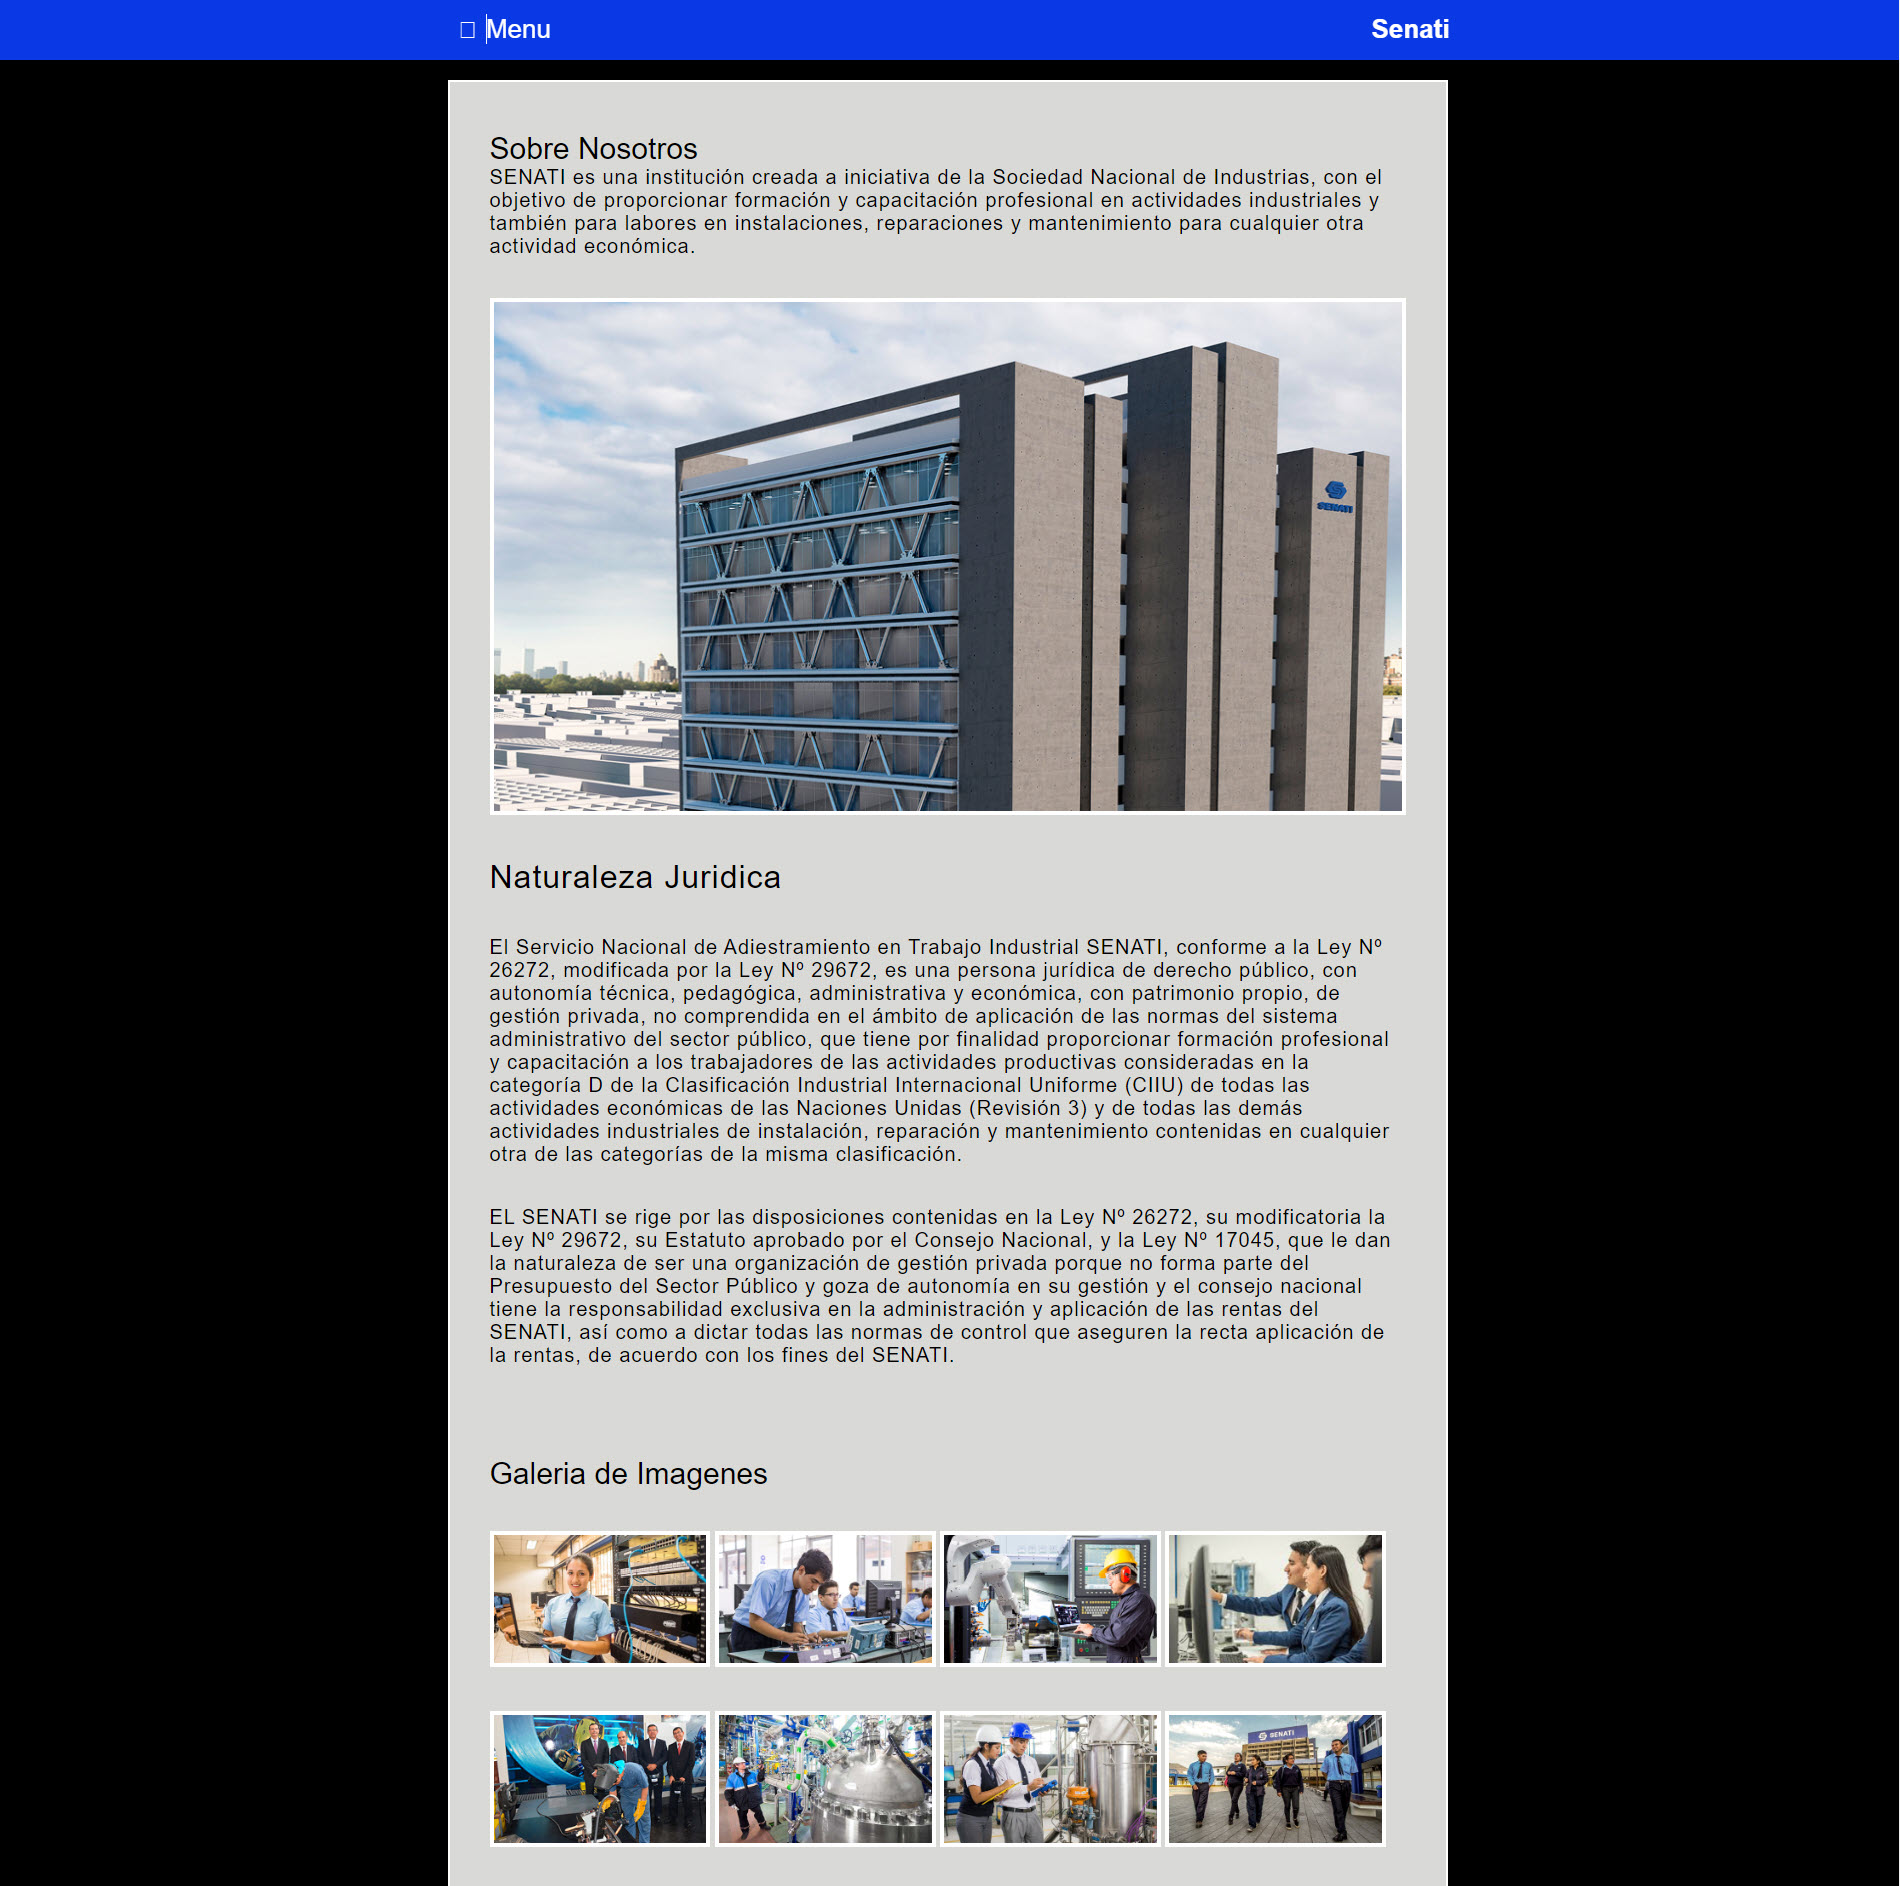 Menu
Senati
Sobre Nosotros
SENATI es una institución creada a iniciativa de la Sociedad Nacional de Industrias, con el
objetivo de proporcionar formación y capacitación profesional en actividades industriales y
también para labores en instalaciones, reparaciones y mantenimiento para cualquier otra
actividad económica.
SENATI
Naturaleza Juridica
El Servicio Nacional de Adiestramiento en Trabajo Industrial SENATI, conforme a la Ley Nº
26272, modificada por la Ley Nº 29672, es una persona jurídica de derecho público, con
autonomía técnica, pedagógica, administrativa y económica, con patrimonio propio, de
gestión privada, no comprendida en el ámbito de aplicación de las normas del sistema
administrativo del sector público, que tiene por finalidad proporcionar formación profesional
y capacitación a los trabajadores de las actividades productivas consideradas en la
categoría D de la Clasificación Industrial Internacional Uniforme (CIIU) de todas las
actividades económicas de las Naciones Unidas (Revisión 3) y de todas las demás
actividades industriales de instalación, reparación y mantenimiento contenidas en cualquier
otra de las categorías de la misma clasificación.
EL SENATI se rige por las disposiciones contenidas en la Ley Nº 26272, su modificatoria la
Ley Nº 29672, su Estatuto aprobado por el Consejo Nacional, y la Ley Nº 17045, que le dan
la naturaleza de ser una organización de gestión privada porque no forma parte del
Presupuesto del Sector Público y goza de autonomía en su gestión y el consejo nacional
tiene la responsabilidad exclusiva en la administración y aplicación de las rentas del
SENATI, así como a dictar todas las normas de control que aseguren la recta aplicación de
la rentas, de acuerdo con los fines del SENATI.
Galeria de Imagenes
SENATI